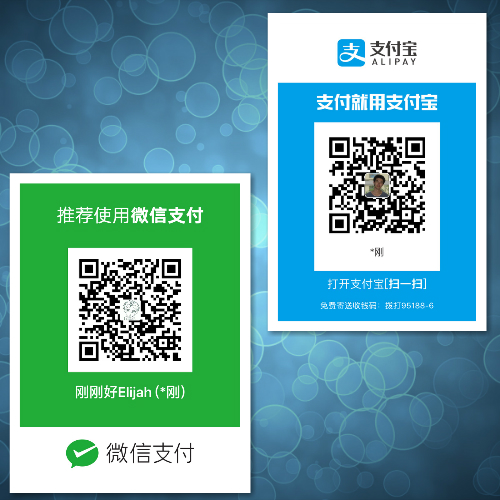 支付宝
ALIPAY
支付就用支付宝
*刚
打开支付宝[扫一扫]
免费寄送收钱码：拨打95188-6
推荐使用微信支付
刚刚好Elijah (*刚)
微信支付